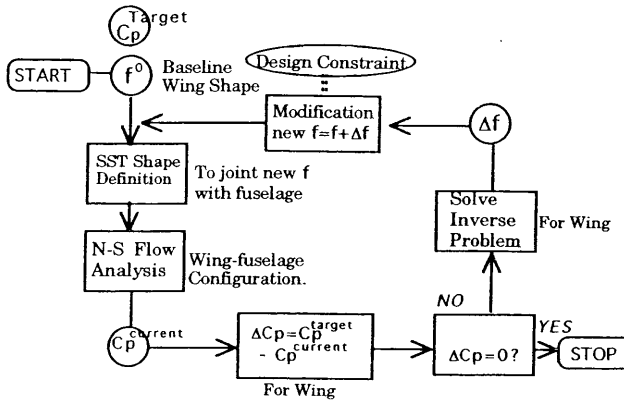 Target
Cp
START
f⁰
Baseline
Wing Shape
Design Constraint
Modification
new f=f+Δf
Δf
SST Shape
Definition
To joint new f
with fuselage
Solve
Inverse
Problem
For Wing
N-S Flow
Analysis
Wing-fuselage
Configuration.
Cp current
ΔCp=Cp target
- Cp current
For Wing
NO
ΔCp=0?
YES
STOP